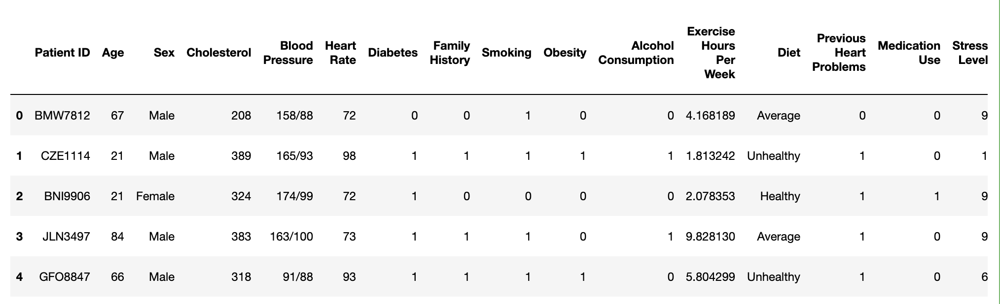 Patient ID Age Sex Cholesterol Blood Pressure Heart Rate Diabetes Family History Smoking Obesity Alcohol Consumption Exercise Hours Per Week Diet Previous Heart Problems Medication Use Stress Level
0 BMW7812 67 Male 208 158/88 72 0 0 1 0 0 4.168189 Average 0 0 9
1 CZE1114 21 Male 389 165/93 98 1 1 1 1 1 1.813242 Unhealthy 1 0 1
2 BNI9906 21 Female 324 174/99 72 1 0 0 0 0 2.078353 Healthy 1 1 9
3 JLN3497 84 Male 383 163/100 73 1 1 1 0 1 9.828130 Average 1 0 9
4 GFO8847 66 Male 318 91/88 93 1 1 1 1 0 5.804299 Unhealthy 1 0 6